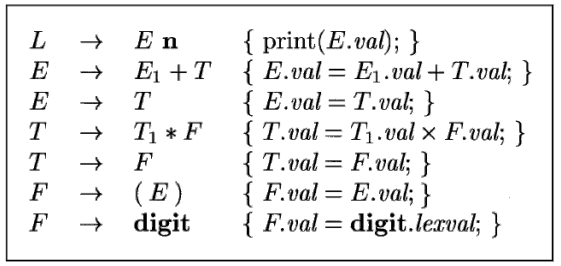 L → E n { print(E.val); }
E → E₁ + T { E.val = E₁.val + T.val; }
E → T { E.val = T.val; }
T → T₁ * F { T.val = T₁.val × F.val; }
T → F { T.val = F.val; }
F → ( E ) { F.val = E.val; }
F → digit { F.val = digit.lexval; }